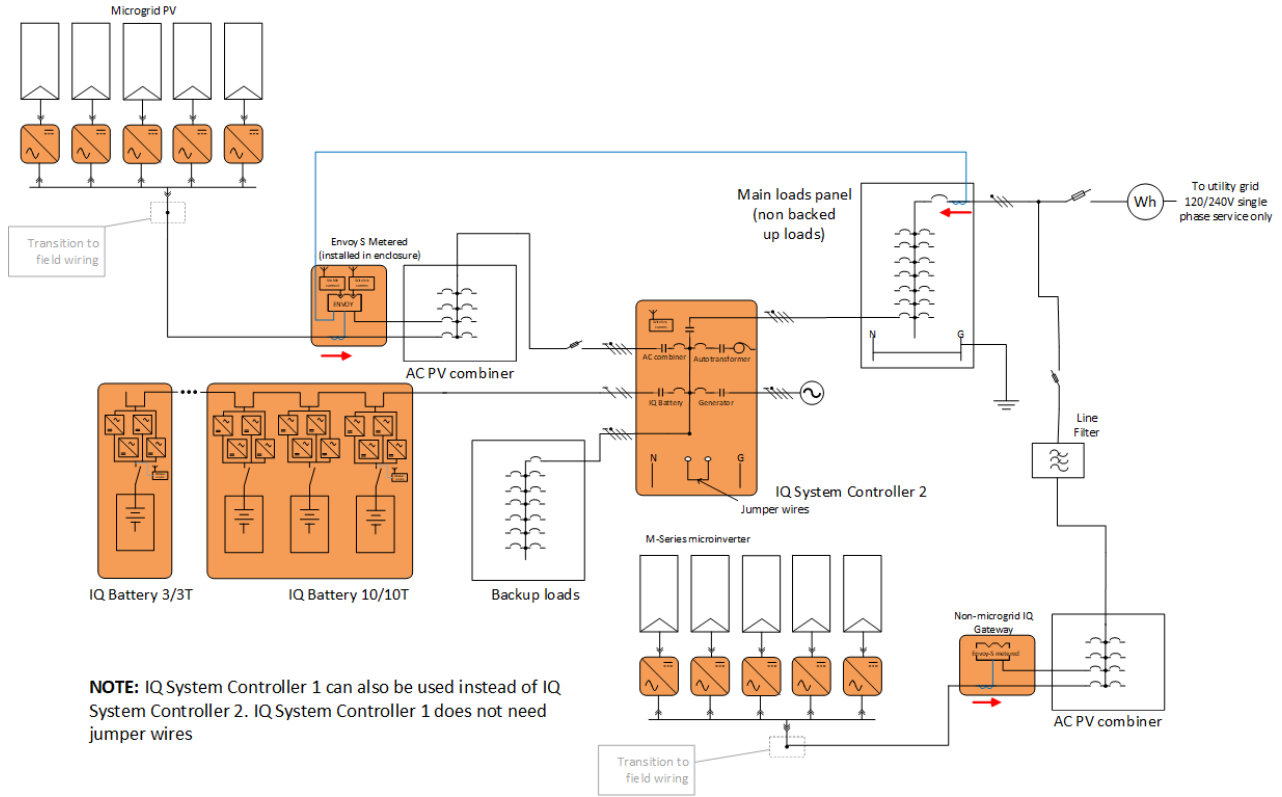 Microgrid PV
Transition to
field wiring
Envoy S Metered
(installed in enclosure)
ENVOY
AC PV combiner
Main loads panel
(non backed
up loads)
N
G
Wh
To utility grid
120/240V single
phase service only
Line
Filter
AC combiner
Autotransformer
IQ Battery
Generator
N
G
IQ System Controller 2
Jumper wires
IQ Battery 3/3T
IQ Battery 10/10T
Backup loads
M-Series microinverter
Transition to
field wiring
Non-microgrid IQ
Gateway
Envoy-S metered
AC PV combiner
NOTE: IQ System Controller 1 can also be used instead of IQ
System Controller 2. IQ System Controller 1 does not need
jumper wires